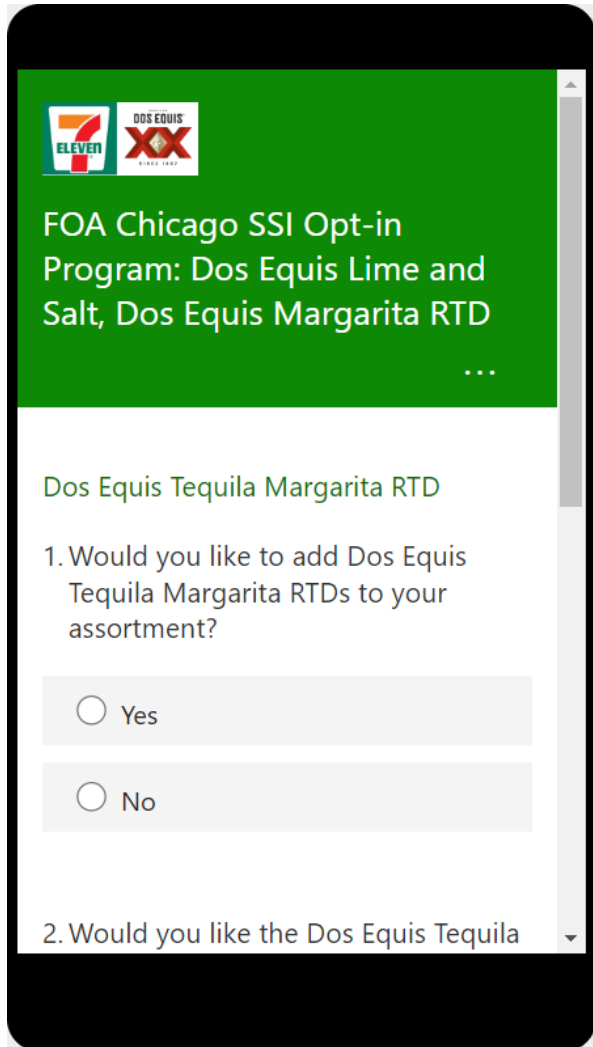 7
ELEVEN
DOS EQUIS
XX
SINCE 1897
FOA Chicago SSI Opt-in
Program: Dos Equis Lime and
Salt, Dos Equis Margarita RTD
...
Dos Equis Tequila Margarita RTD
1. Would you like to add Dos Equis
Tequila Margarita RTDs to your
assortment?
Yes
No
2. Would you like the Dos Equis Tequila